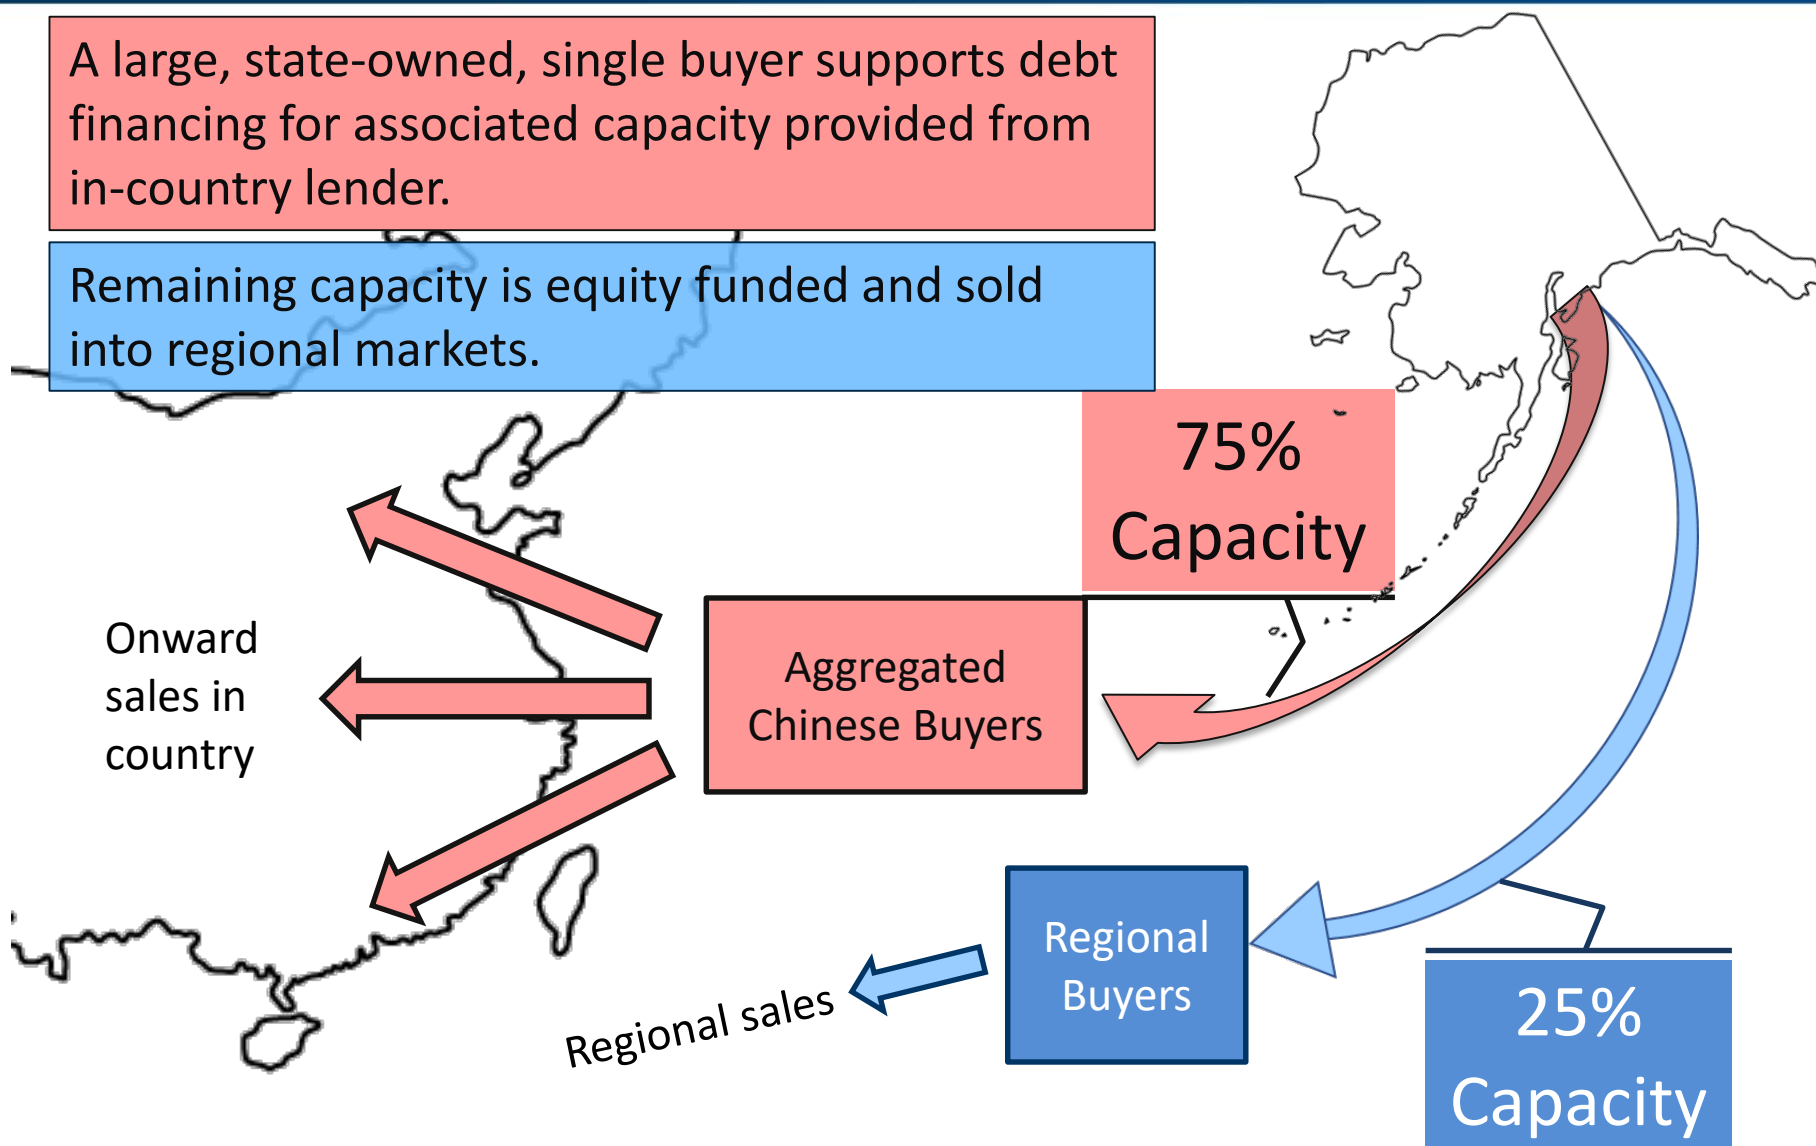 A large, state-owned, single buyer supports debt
financing for associated capacity provided from
in-country lender.
Remaining capacity is equity funded and sold
into regional markets.
75%
Capacity
Onward
sales in
country
Aggregated
Chinese Buyers
Regional
Buyers
Regional sales
25%
Capacity